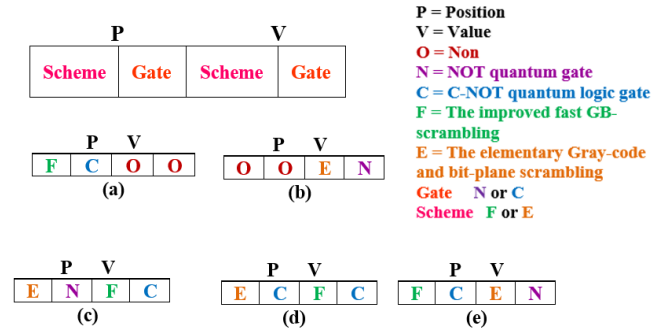 P V
Scheme Gate Scheme Gate
P = Position
V = Value
O = Non
N = NOT quantum gate
C = C-NOT quantum logic gate
F = The improved fast GB-
scrambling
E = The elementary Gray-code
and bit-plane scrambling
Gate N or C
Scheme F or E
P V
F C O O
(a)
P V
O O E N
(b)
P V
E N F C
(c)
P V
E C F C
(d)
P V
F C E N
(e)